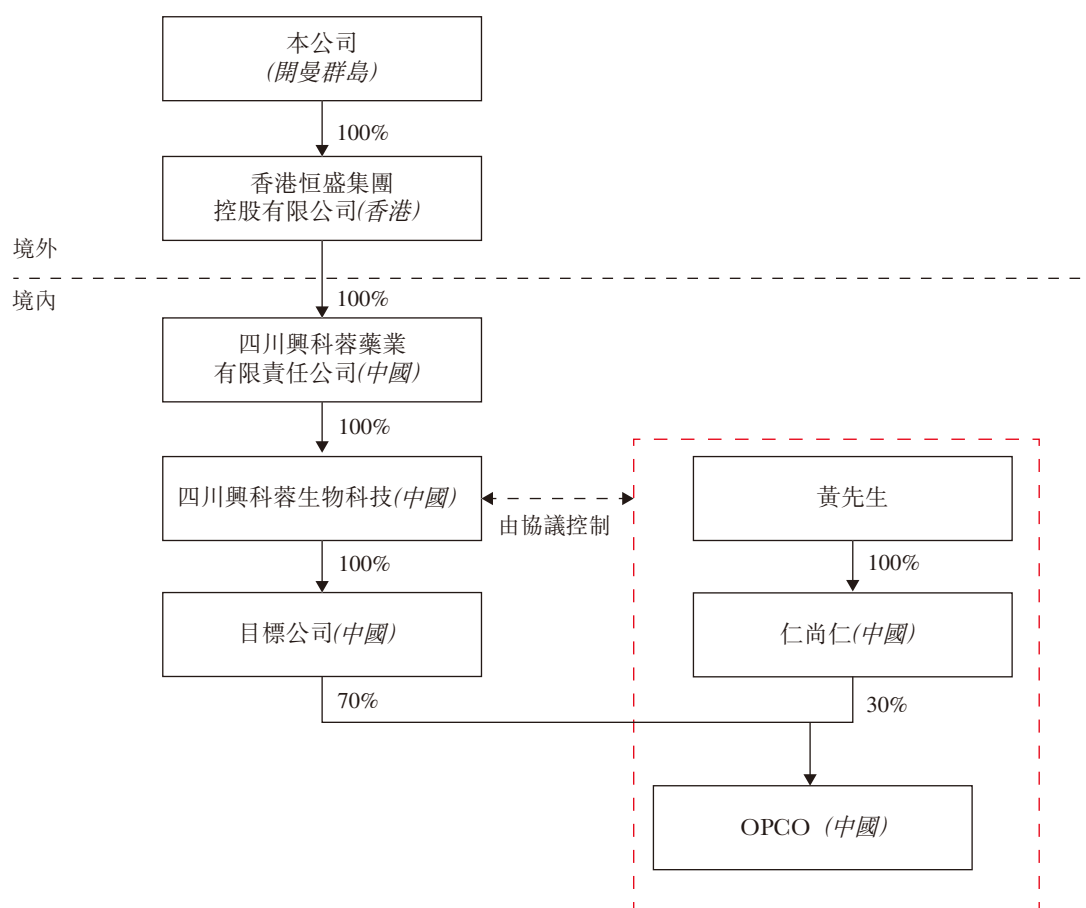 本公司
(開曼群島)
100%
香港恒盛集團
控股有限公司(香港)
境外
境內
100%
四川興科蓉藥業
有限責任公司(中國)
100%
四川興科蓉生物科技(中國)
由協議控制
黃先生
100%
100%
目標公司(中國)
仁尚仁(中國)
70%
30%
OPCO (中國)